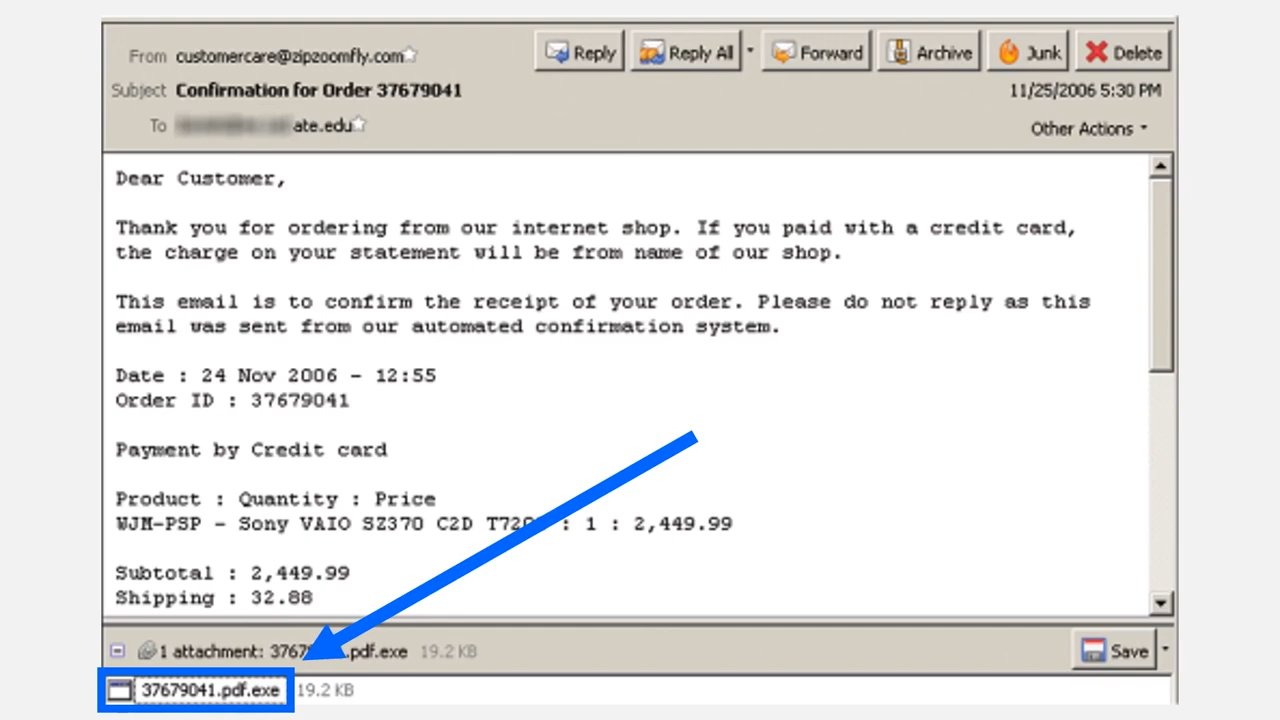 From customercare@zipzoomfly.com Reply Reply All Forward Archive Junk Delete
Subject Confirmation for Order 37679041 11/25/2006 5:30 PM
To ate.edu Other Actions
Dear Customer,
Thank you for ordering from our internet shop. If you paid with a credit card,
the charge on your statement will be from name of our shop.
This email is to confirm the receipt of your order. Please do not reply as this
email was sent from our automated confirmation system.
Date : 24 Nov 2006 - 12:55
Order ID : 37679041
Payment by Credit card
Product : Quantity : Price
WJM-PSP - Sony VAIO SZ370 C2D : 1 : 2,449.99
Subtotal : 2,449.99
Shipping : 32.88
1 attachment: .pdf.exe 19.2 KB Save
37679041.pdf.exe 19.2 KB